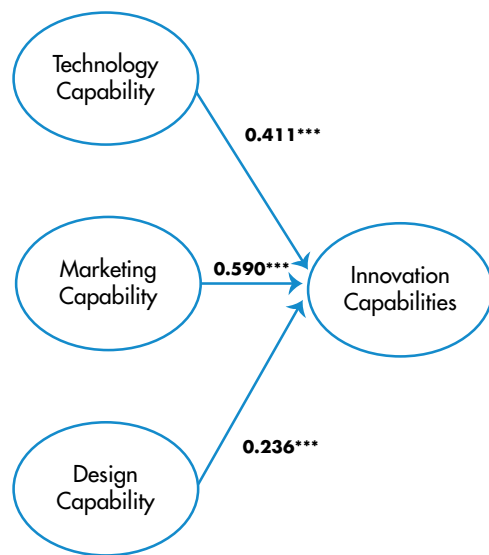 Technology
Capability
0.411***
Marketing
Capability
0.590***
Innovation
Capabilities
0.236***
Design
Capability